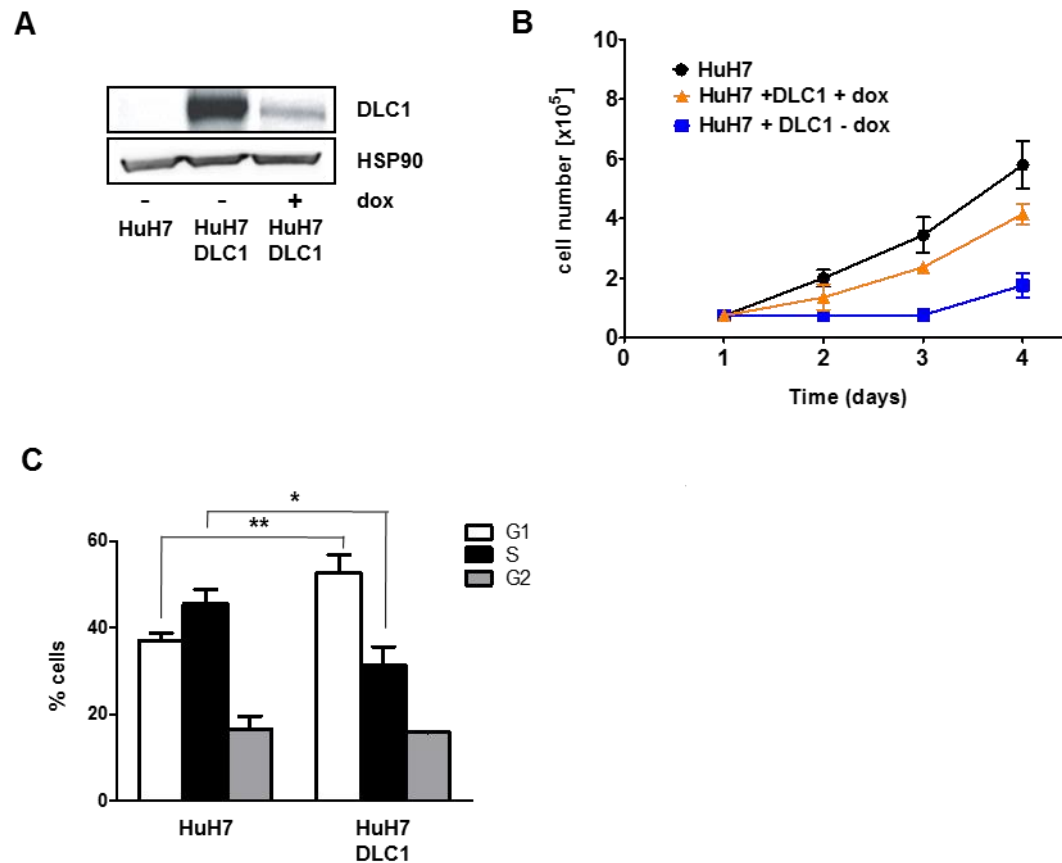 A
DLC1
HSP90
- - + dox
HuH7 HuH7 HuH7
DLC1 DLC1
B
10
8
6
4
2
0
cell number [x10⁵]
HuH7
HuH7 +DLC1 + dox
HuH7 + DLC1 - dox
0 1 2 3 4
Time (days)
C
* 
**
G1
S
G2
60
40
20
0
% cells
HuH7 HuH7
DLC1